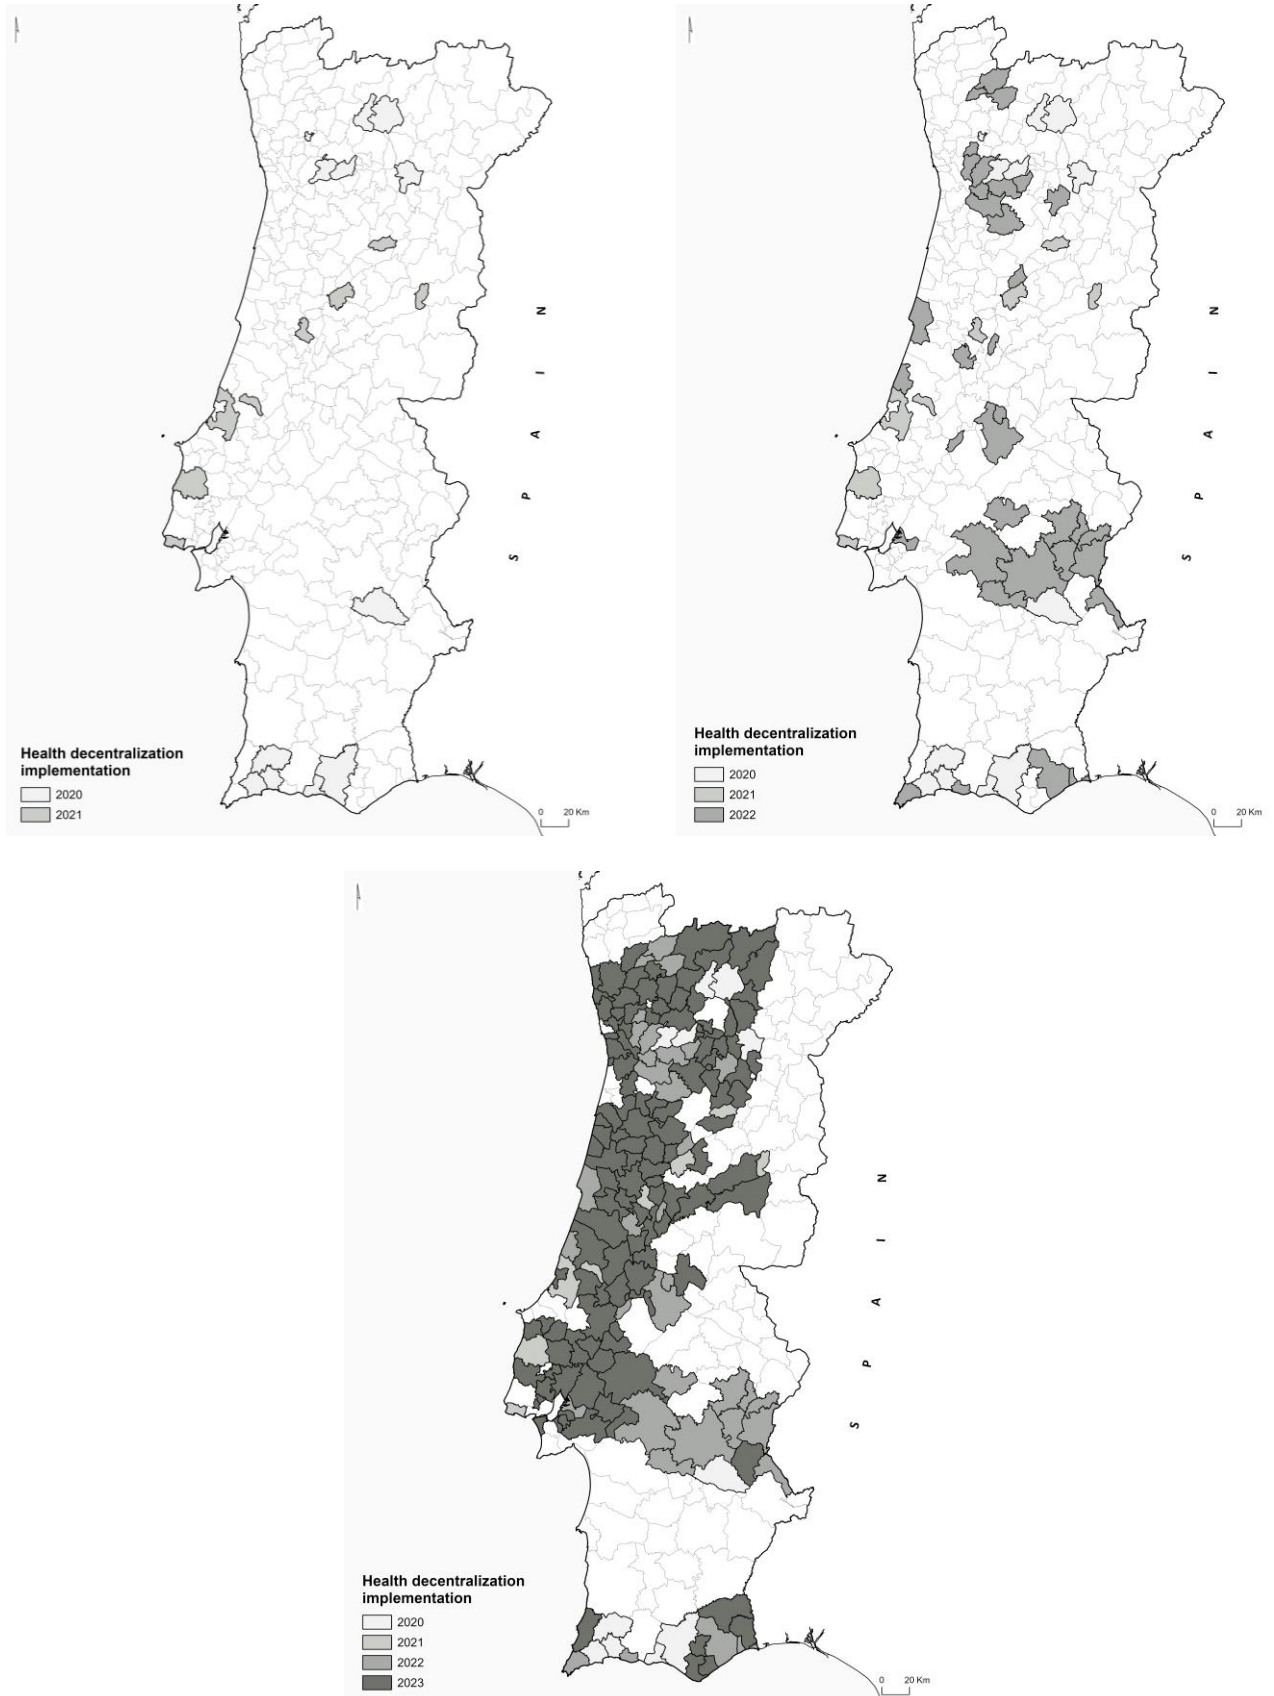 N
I
A
P
S
Health decentralization
implementation
2020
2021
0 20 Km
N
I
A
P
S
Health decentralization
implementation
2020
2021
2022
0 20 Km
N
I
A
P
S
Health decentralization
implementation
2020
2021
2022
2023
0 20 Km